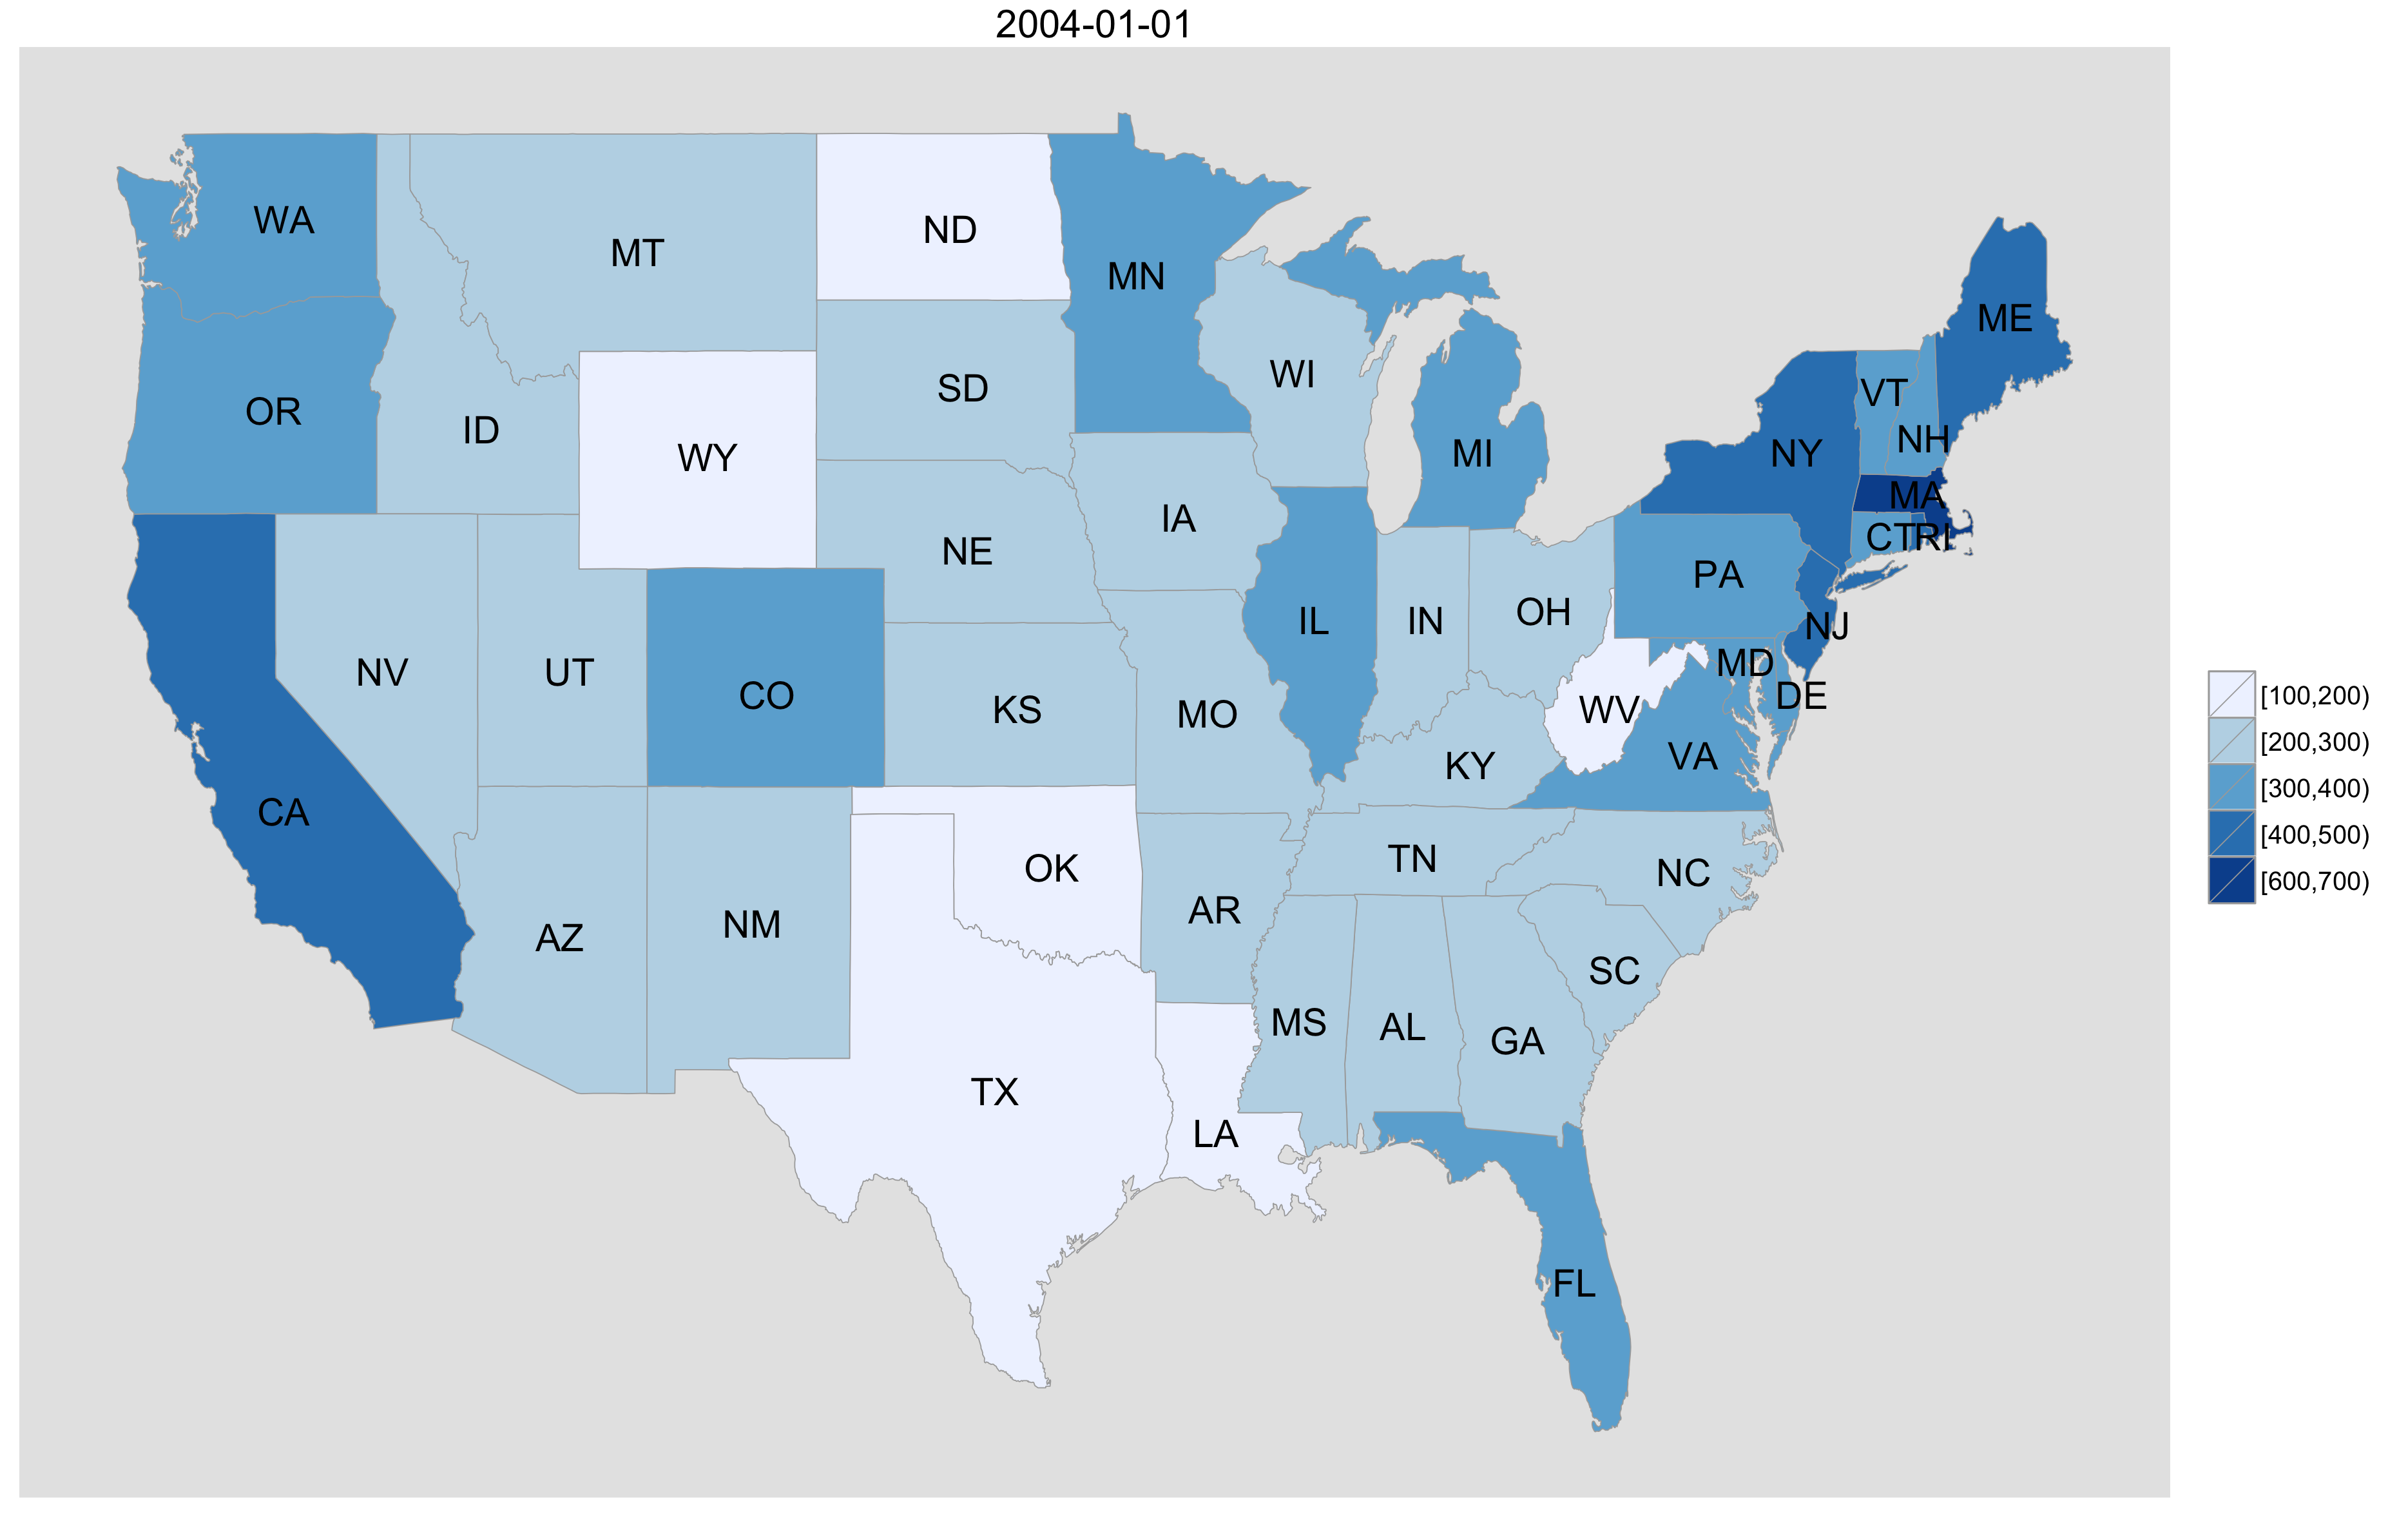 2004-01-01
WA
MT
ND
MN
ME
OR
ID
WY
SD
WI
MI
VT
NH
NY
MA
CT
RI
IA
NE
PA
NJ
NV
UT
CO
KS
MO
IL
IN
OH
WV
MD
DE
VA
KY
CA
AZ
NM
OK
AR
TN
NC
SC
MS
AL
GA
TX
LA
FL
[100,200)
[200,300)
[300,400)
[400,500)
[600,700)